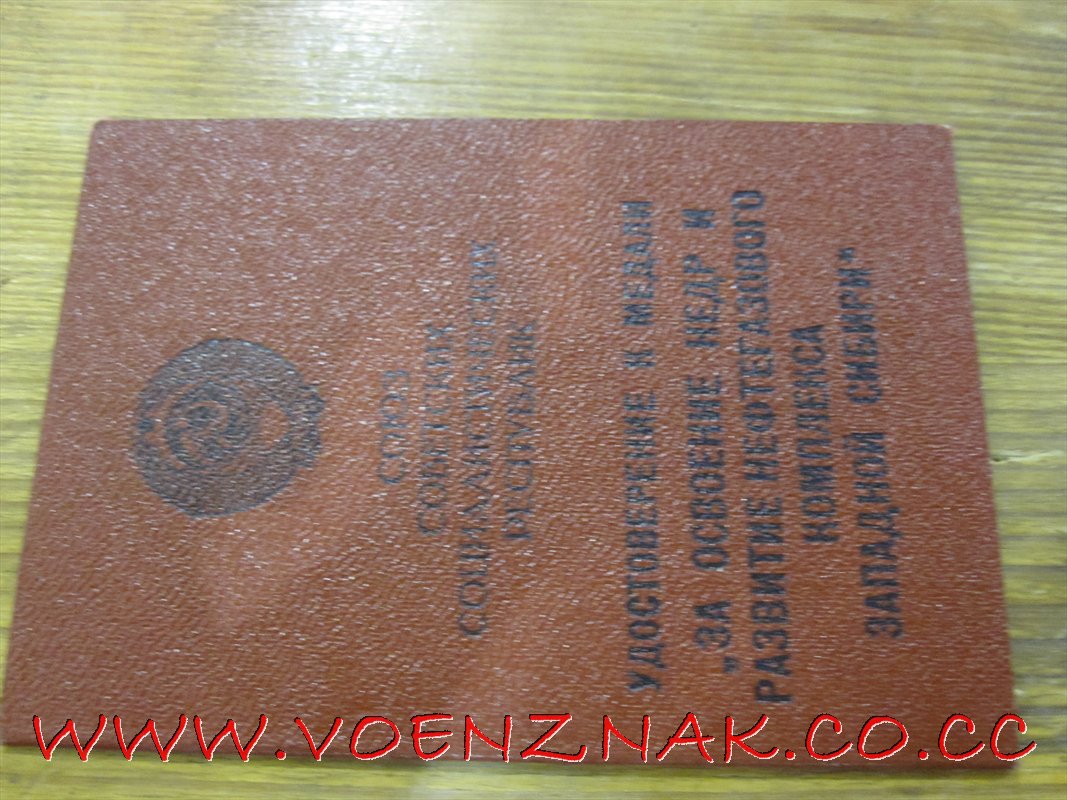 СОЮЗ
СОВЕТСКИХ
СОЦИАЛИСТИЧЕСКИХ
РЕСПУБЛИК
УДОСТОВЕРЕНИЕ К МЕДАЛИ
„ЗА ОСВОЕНИЕ НЕДР И
РАЗВИТИЕ НЕФТЕГАЗОВОГО
КОМПЛЕКСА
ЗАПАДНОЙ СИБИРИ“
WWW.VOENZNAK.CO.CC